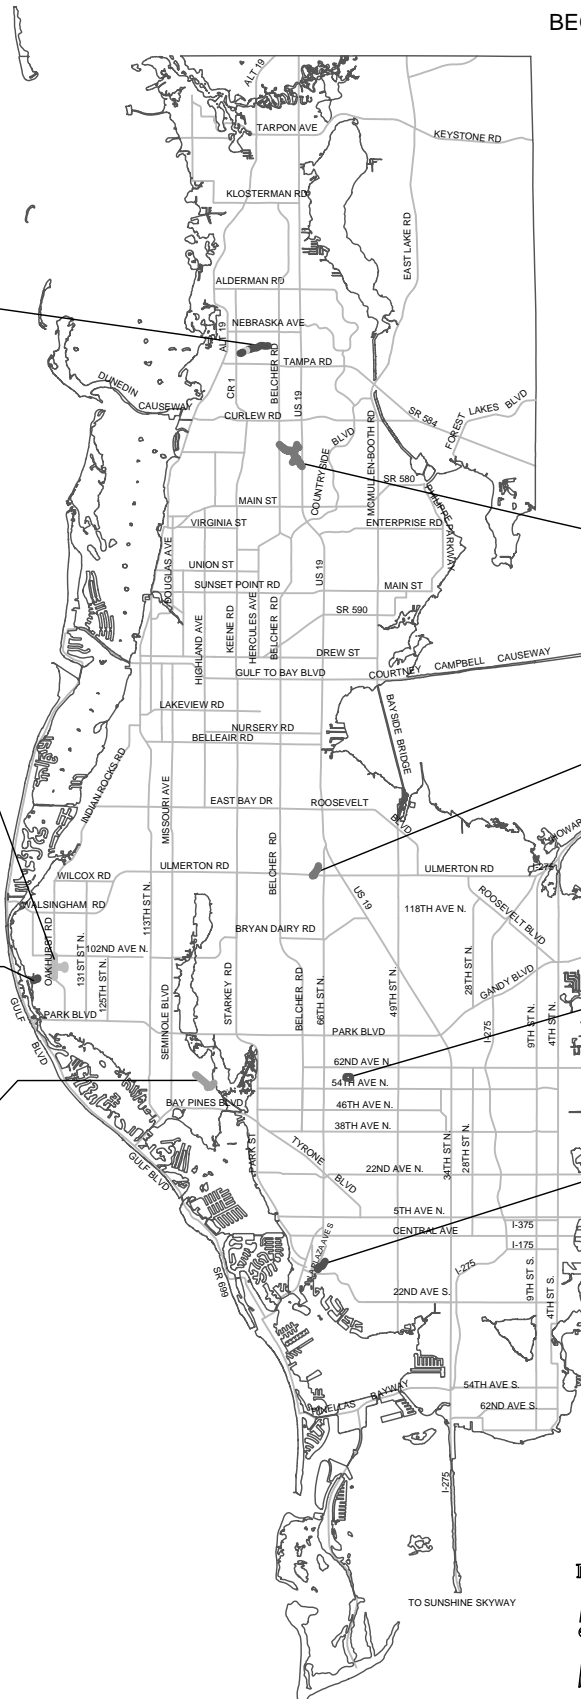 BE
ALT 19
TARPON AVE
KEYSTONE RD
KLOSTERMAN RD
EAST LAKE RD
ALDERMAN RD
NEBRASKA AVE
ALT 19
TAMPA RD
BELCHER RD
CR 1
US 19
DUNEDIN
CAUSEWAY
CURLEW RD
SR 584
FOREST
LAKES BLVD
COUNTRYSIDE
BLVD
MCMULLEN-BOOTH RD
SR 580
PHILIPPE PARKWAY
MAIN ST
VIRGINIA ST
ENTERPRISE RD
DOUGLAS AVE
UNION ST
US 19
SUNSET POINT RD
MAIN ST
HIGHLAND AVE
KEENE RD
HERCULES AVE
BELCHER RD
SR 590
DREW ST
GULF TO BAY BLVD
COURTNEY
CAMPBELL
CAUSEWAY
LAKEVIEW RD
BAYSIDE BRIDGE
NURSERY RD
BELLEAIR RD
INDIAN ROCKS RD
MISSOURI AVE
EAST BAY DR
ROOSEVELT
BLVD
HOWAR
BELCHER RD
ULMERTON RD
ULMERTON RD
I-275
WILCOX RD
113TH ST N.
US 19
ROOSEVELT BLVD
WALSINGHAM RD
118TH AVE N.
OAKHURST RD
131ST ST N.
125TH ST N.
102ND AVE N.
BRYAN DAIRY RD
SEMINOLE BLVD
STARKEY RD
BELCHER RD
66TH ST N.
49TH ST N.
28TH ST N.
GANDY BLVD
GULF
BLVD
PARK BLVD
PARK BLVD
I-275
9TH ST N.
4TH ST N.
62ND AVE N.
54TH AVE N.
BAY PINES BLVD
46TH AVE N.
38TH AVE N.
PARK ST
TYRONE
BLVD
34TH ST N.
28TH ST N.
GULF BLVD
22ND AVE N.
5TH AVE N.
I-375
CENTRAL AVE
I-175
PLAZA AVE S
SR 699
I-275
9TH ST S.
4TH ST S.
22ND AVE S.
54TH AVE S.
PINELLAS
BAYWAY
62ND AVE S.
I-275
TO SUNSHINE SKYWAY